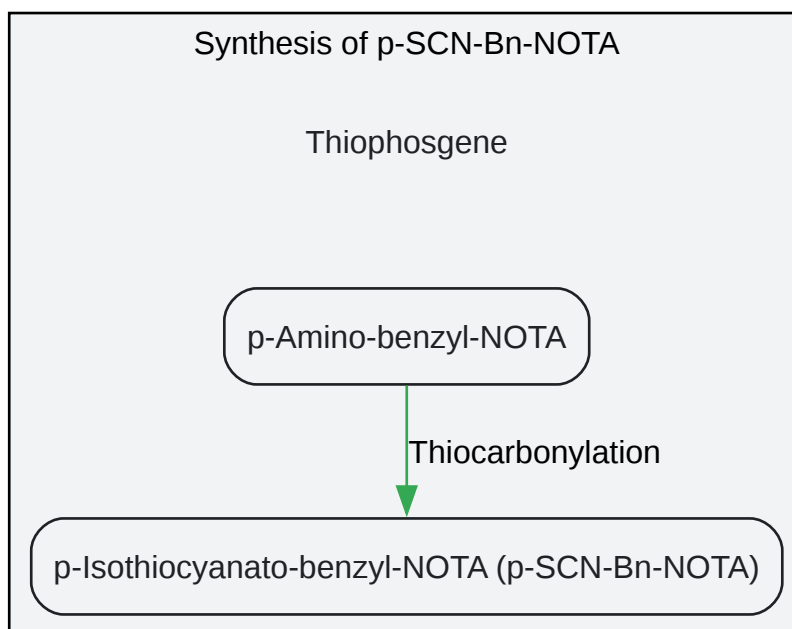 Synthesis of p-SCN-Bn-NOTA
Thiophosgene
p-Amino-benzyl-NOTA
Thiocarbonylation
p-Isothiocyanato-benzyl-NOTA (p-SCN-Bn-NOTA)